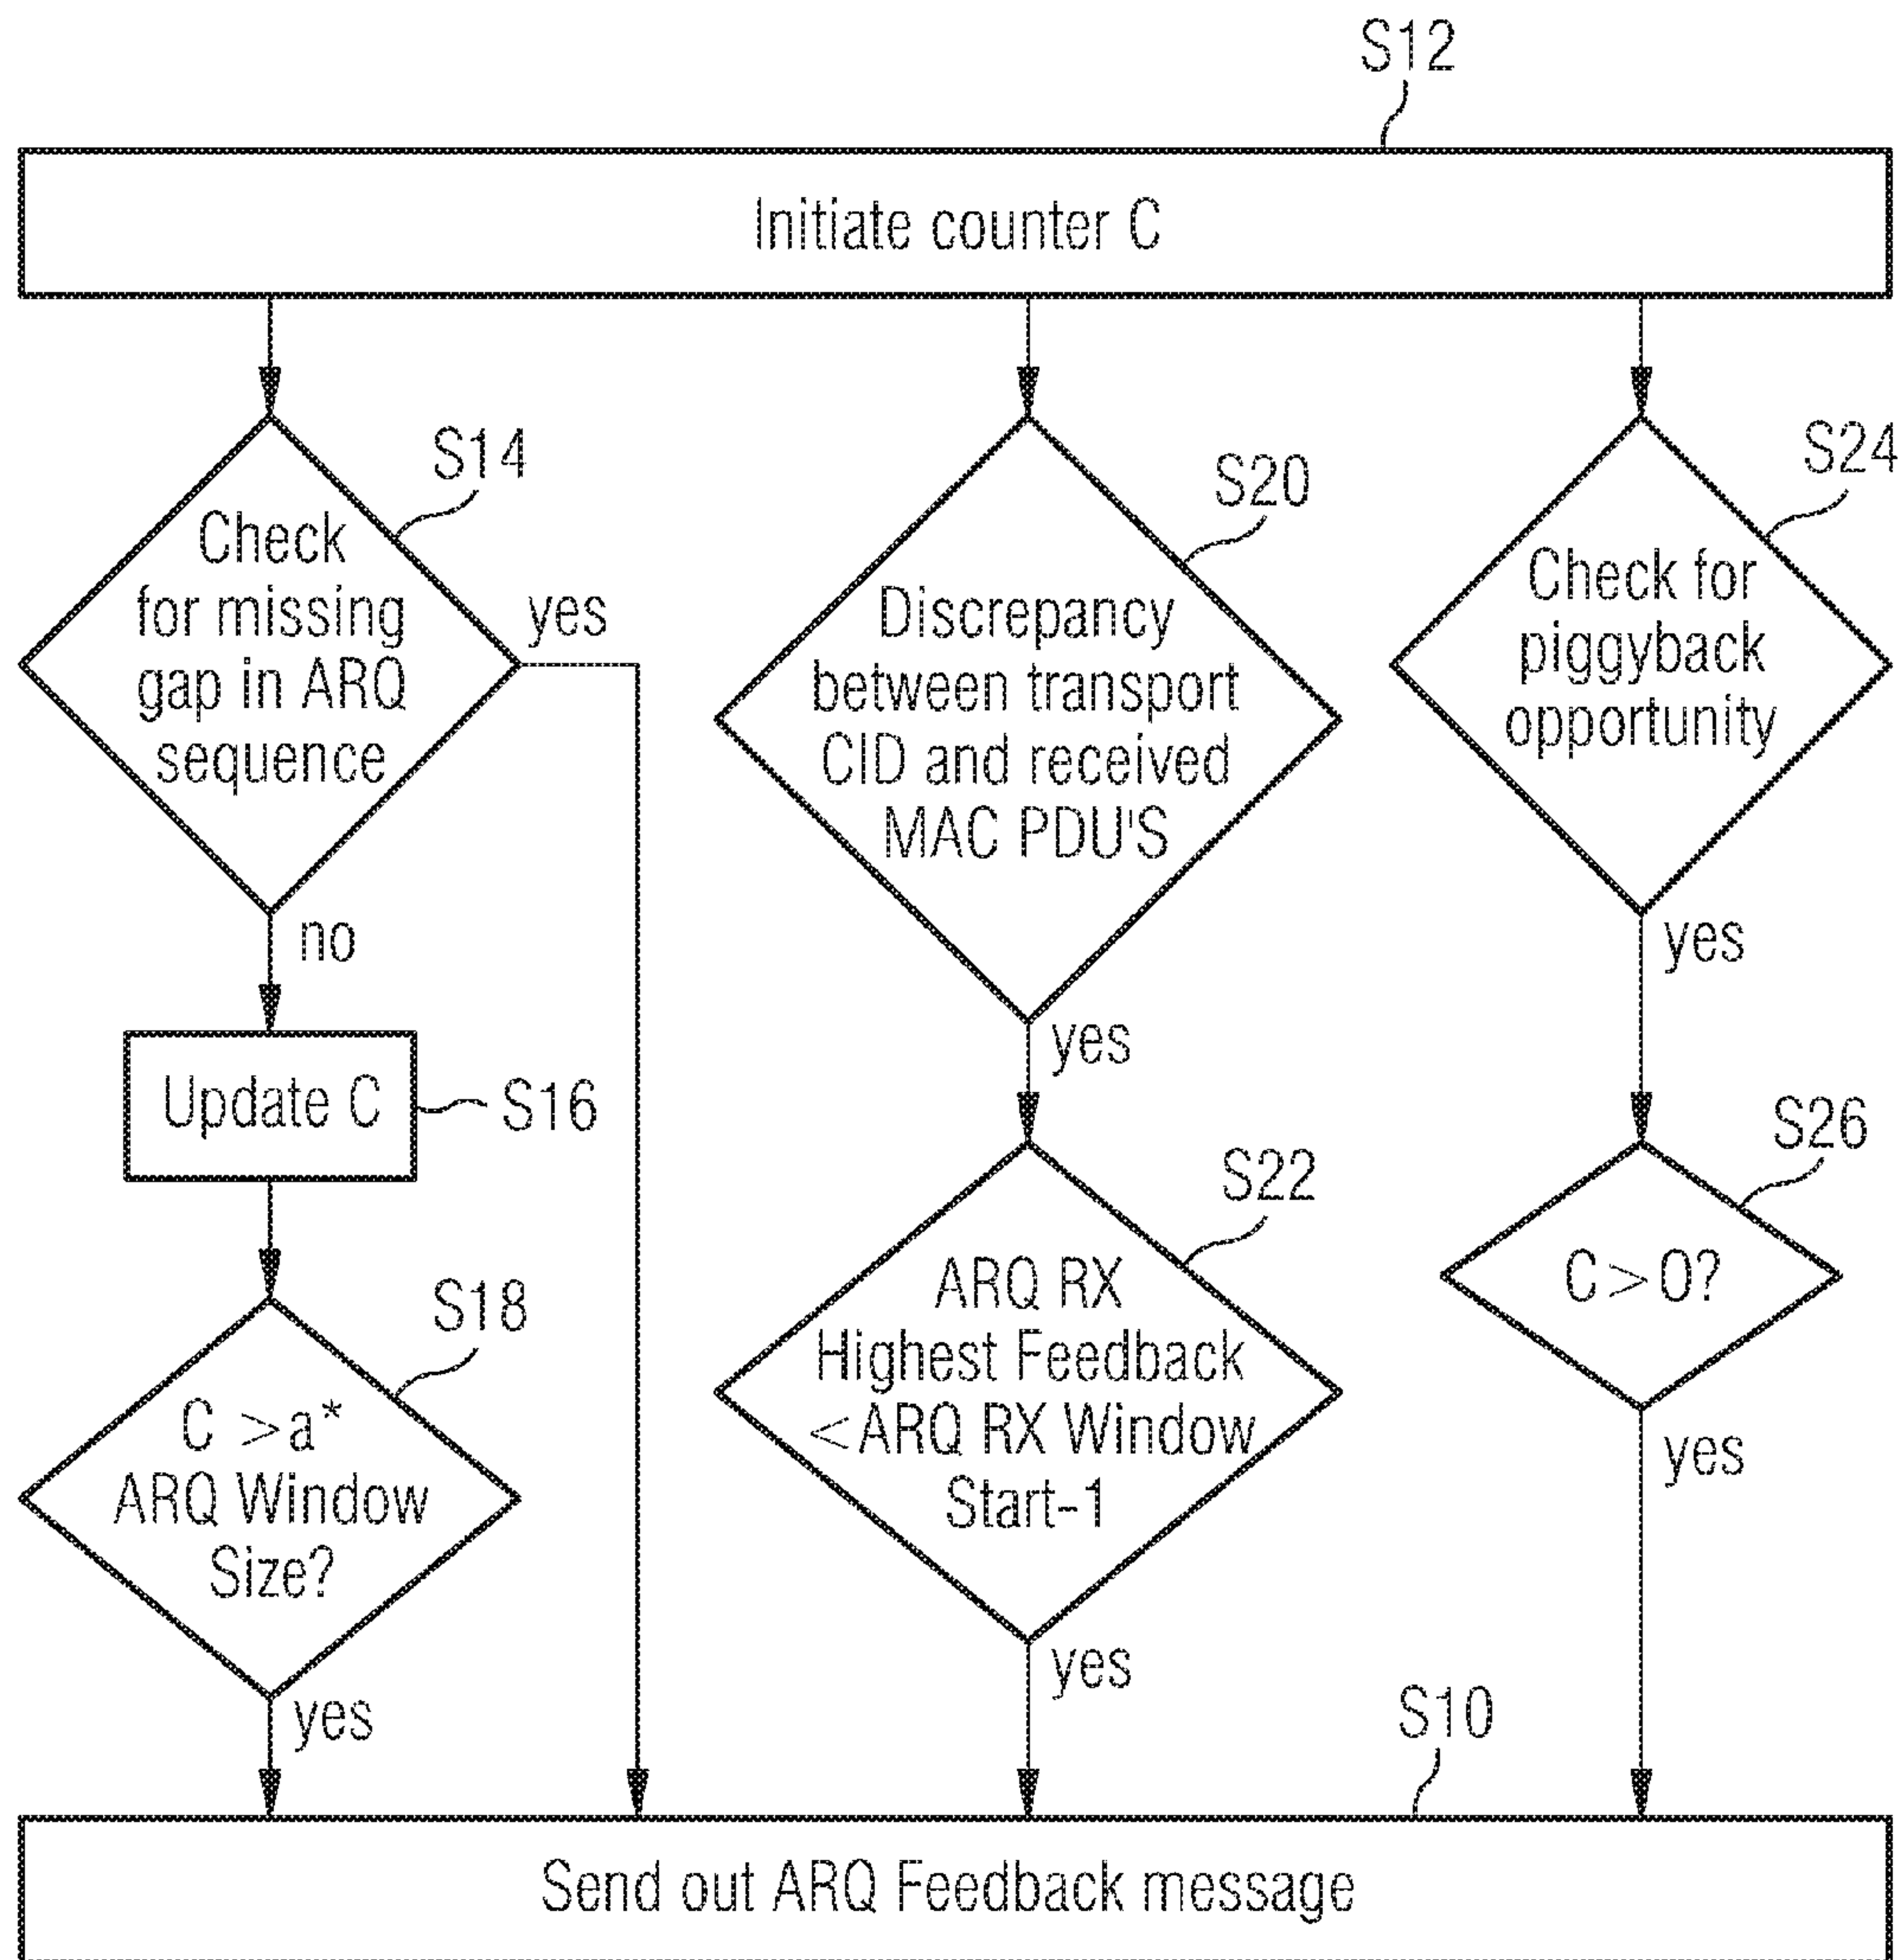 S12
Initiate counter C
S14
Check
for missing
gap in ARQ
sequence
yes
no
Update C
S16
S18
C >a*
ARQ Window
Size?
yes
S20
Discrepancy
between transport
CID and received
MAC PDU'S
yes
S22
ARQ RX
Highest Feedback
<ARQ RX Window
Start-1
yes
S24
Check for
piggyback
opportunity
yes
S26
C>0?
yes
S10
Send out ARQ Feedback message